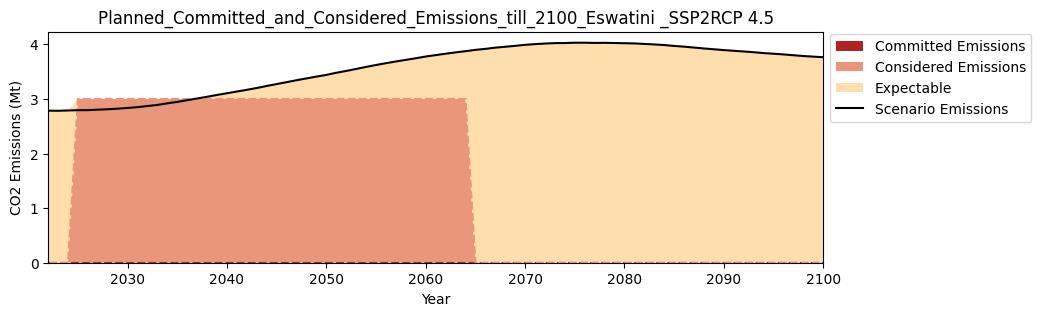 Planned_Committed_and_Considered_Emissions_till_2100_Eswatini _SSP2RCP 4.5
CO2 Emissions (Mt)
4
3
2
1
0
2030 2040 2050 2060 2070 2080 2090 2100
Year
Committed Emissions
Considered Emissions
Expectable
Scenario Emissions